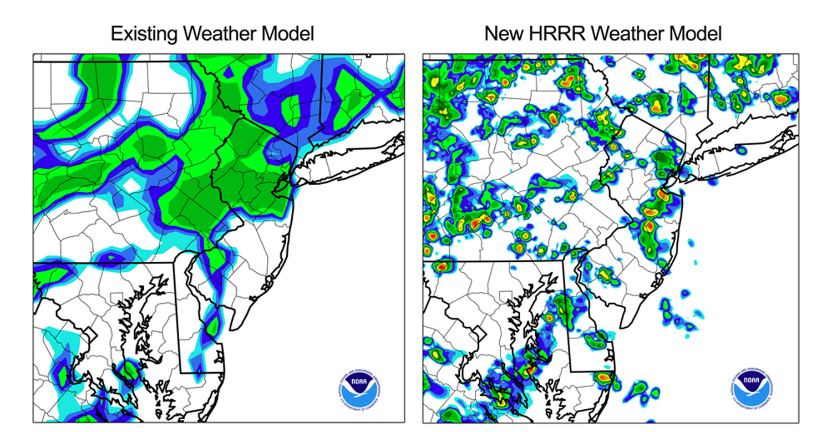 Existing Weather Model
New HRRR Weather Model
NOAA
NOAA